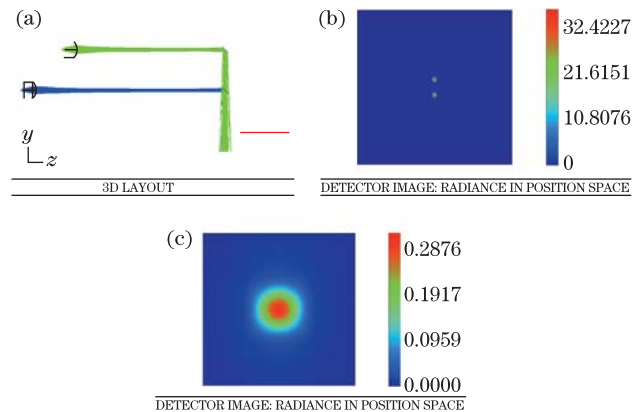 (a)
y
z
3D LAYOUT
(b)
32.4227
21.6151
10.8076
0
DETECTOR IMAGE: RADIANCE IN POSITION SPACE
(c)
0.2876
0.1917
0.0959
0.0000
DETECTOR IMAGE: RADIANCE IN POSITION SPACE